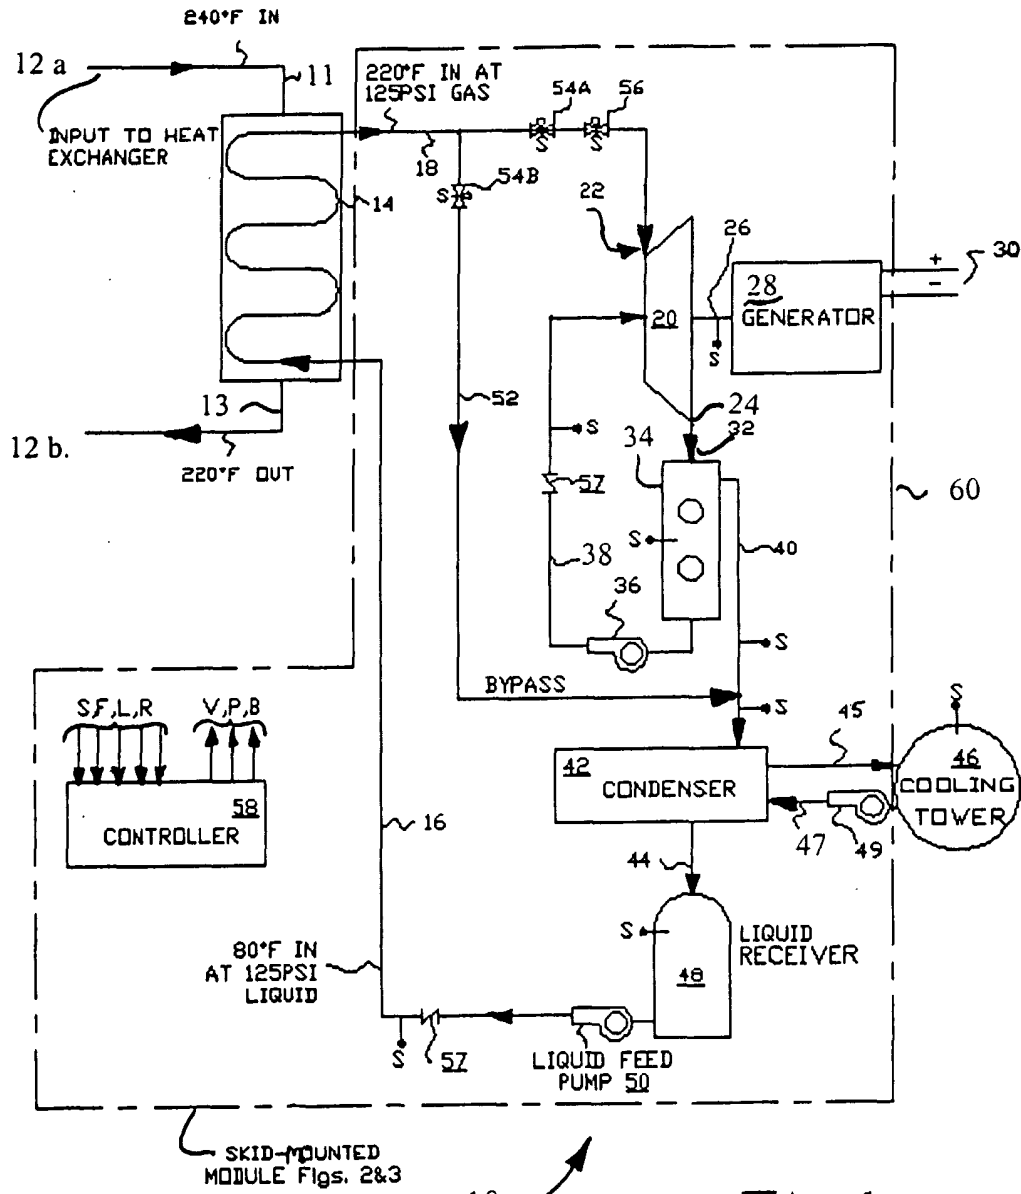 240°F IN
12 a
11
220°F IN AT
125PSI GAS
54A
56
INPUT TO HEAT
EXCHANGER
18
S
S
54B
S
14
22
26
30
+
-
28
GENERATOR
20
S
52
13
24
12 b.
220°F OUT
S
32
34
57
60
S
40
38
36
S
BYPASS
S
S,F,L,R
V,P,B
S
45
42
CONDENSER
46
COOLING
TOWER
58
CONTROLLER
16
47
49
44
80°F IN
AT 125PSI
LIQUID
S
LIQUID
RECEIVER
48
S
57
LIQUID FEED
PUMP 50
SKID-MOUNTED
MODULE Figs. 2&3